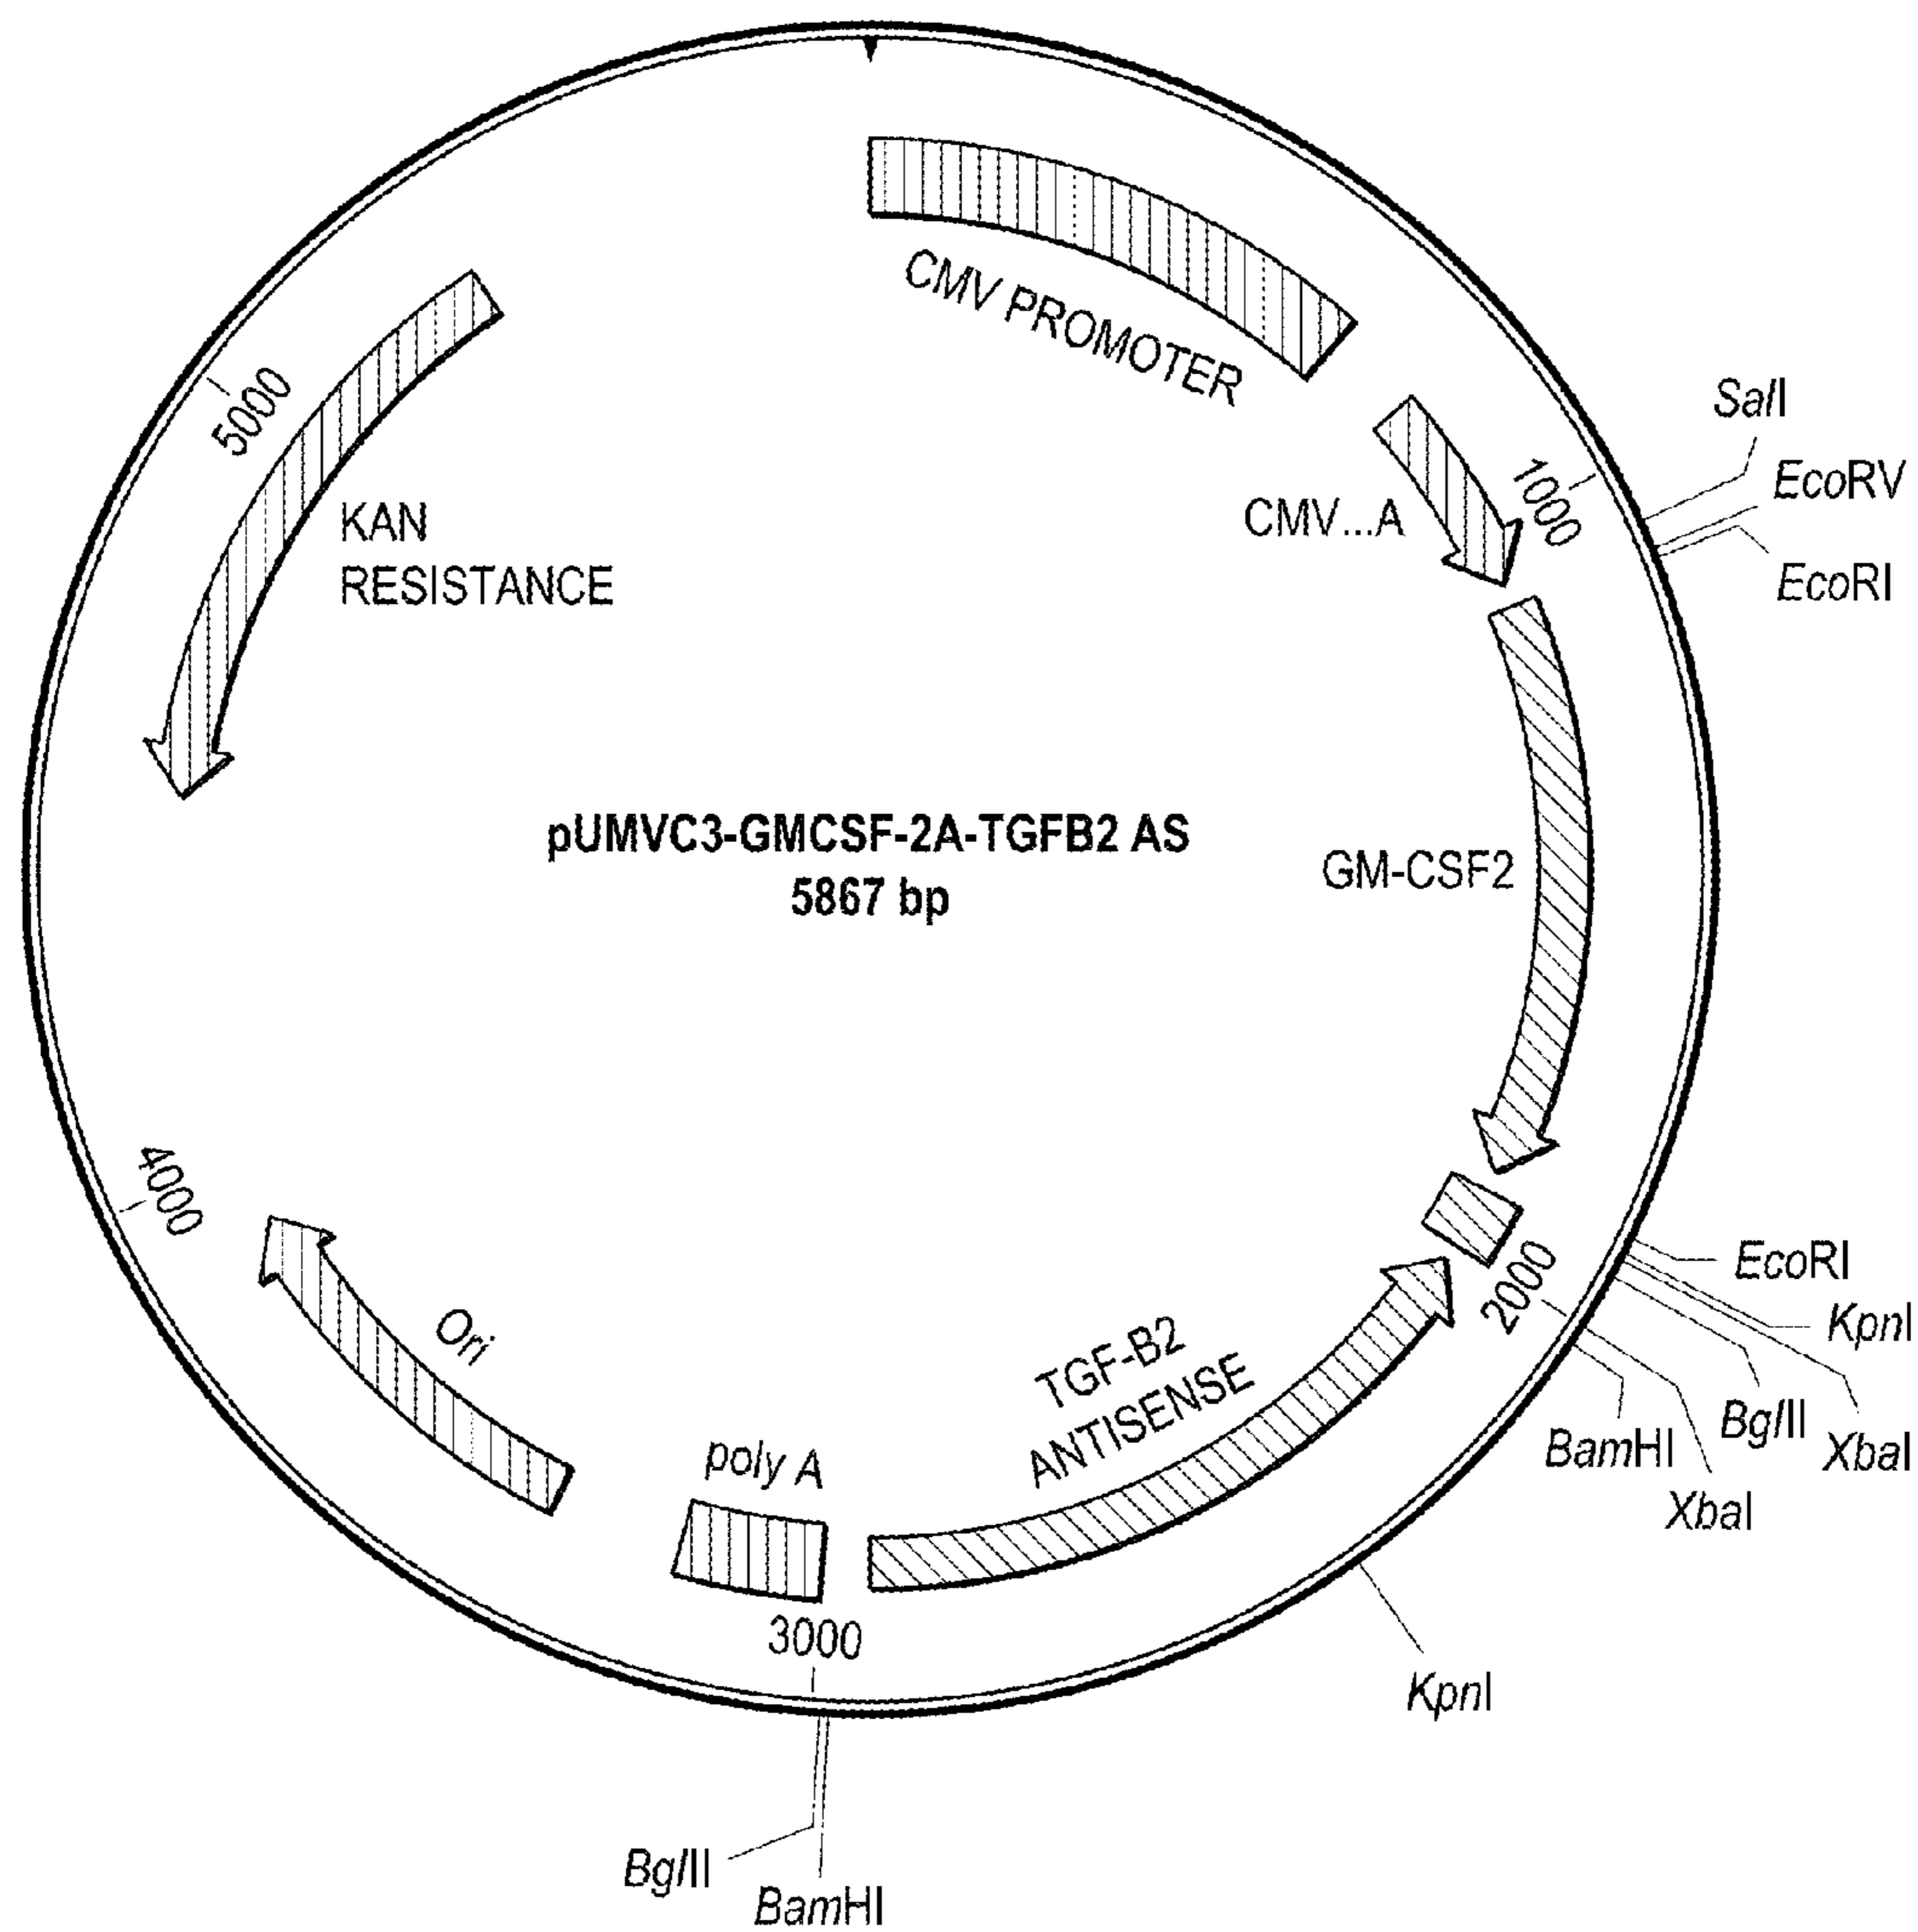 CMV PROMOTER
SalI
EcoRV
EcoRI
1000
CMV...A
5000
KAN
RESISTANCE
pUMVC3-GMCSF-2A-TGFB2 AS
5867 bp
GM-CSF2
4000
EcoRI
KpnI
2000
Ori
TGF-B2
ANTISENSE
BglII
XbaI
BamHI
XbaI
poly A
3000
KpnI
BglII
BamHI